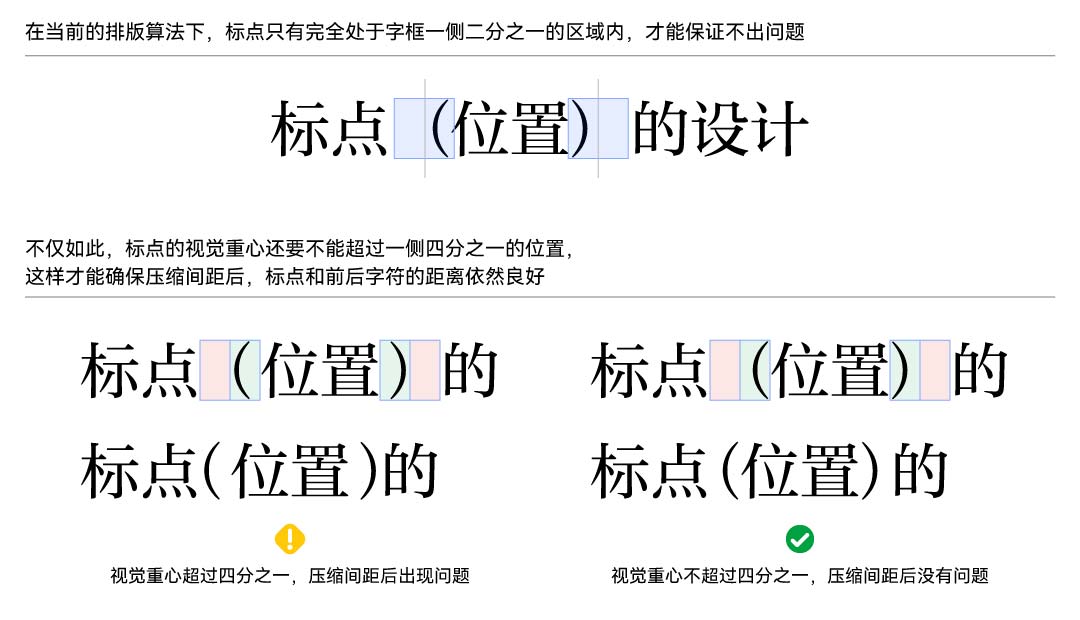 在当前的排版算法下，标点只有完全处于字框一侧二分之一的区域内，才能保证不出问题
标点（位置）的设计
不仅如此，标点的视觉重心还要不能超过一侧四分之一的位置，
这样才能确保压缩间距后，标点和前后字符的距离依然良好
标点（位置）的
标点（位置）的
标点(位置)的
标点(位置)的
视觉重心超过四分之一，压缩间距后出现问题
视觉重心不超过四分之一，压缩间距后没有问题